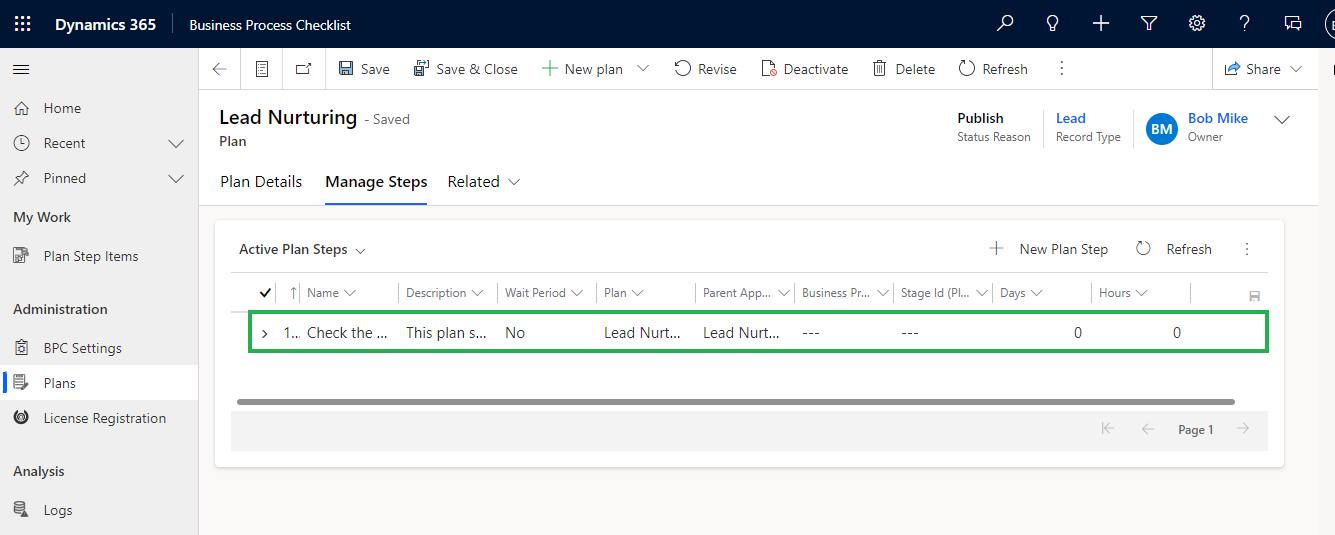 Dynamics 365 Business Process Checklist
Save Save & Close New plan Revise Deactivate Delete Refresh Share
Home
Recent
Pinned
My Work
Plan Step Items
Administration
BPC Settings
Plans
License Registration
Analysis
Logs
Lead Nurturing - Saved
Plan
Publish
Status Reason
Lead
Record Type
BM
Bob Mike
Owner
Plan Details Manage Steps Related
Active Plan Steps New Plan Step Refresh
Name Description Wait Period Plan Parent App... Business Pr... Stage Id (Pl... Days Hours
1... Check the ... This plan s... No Lead Nurt... Lead Nurt... --- --- 0 0
Page 1